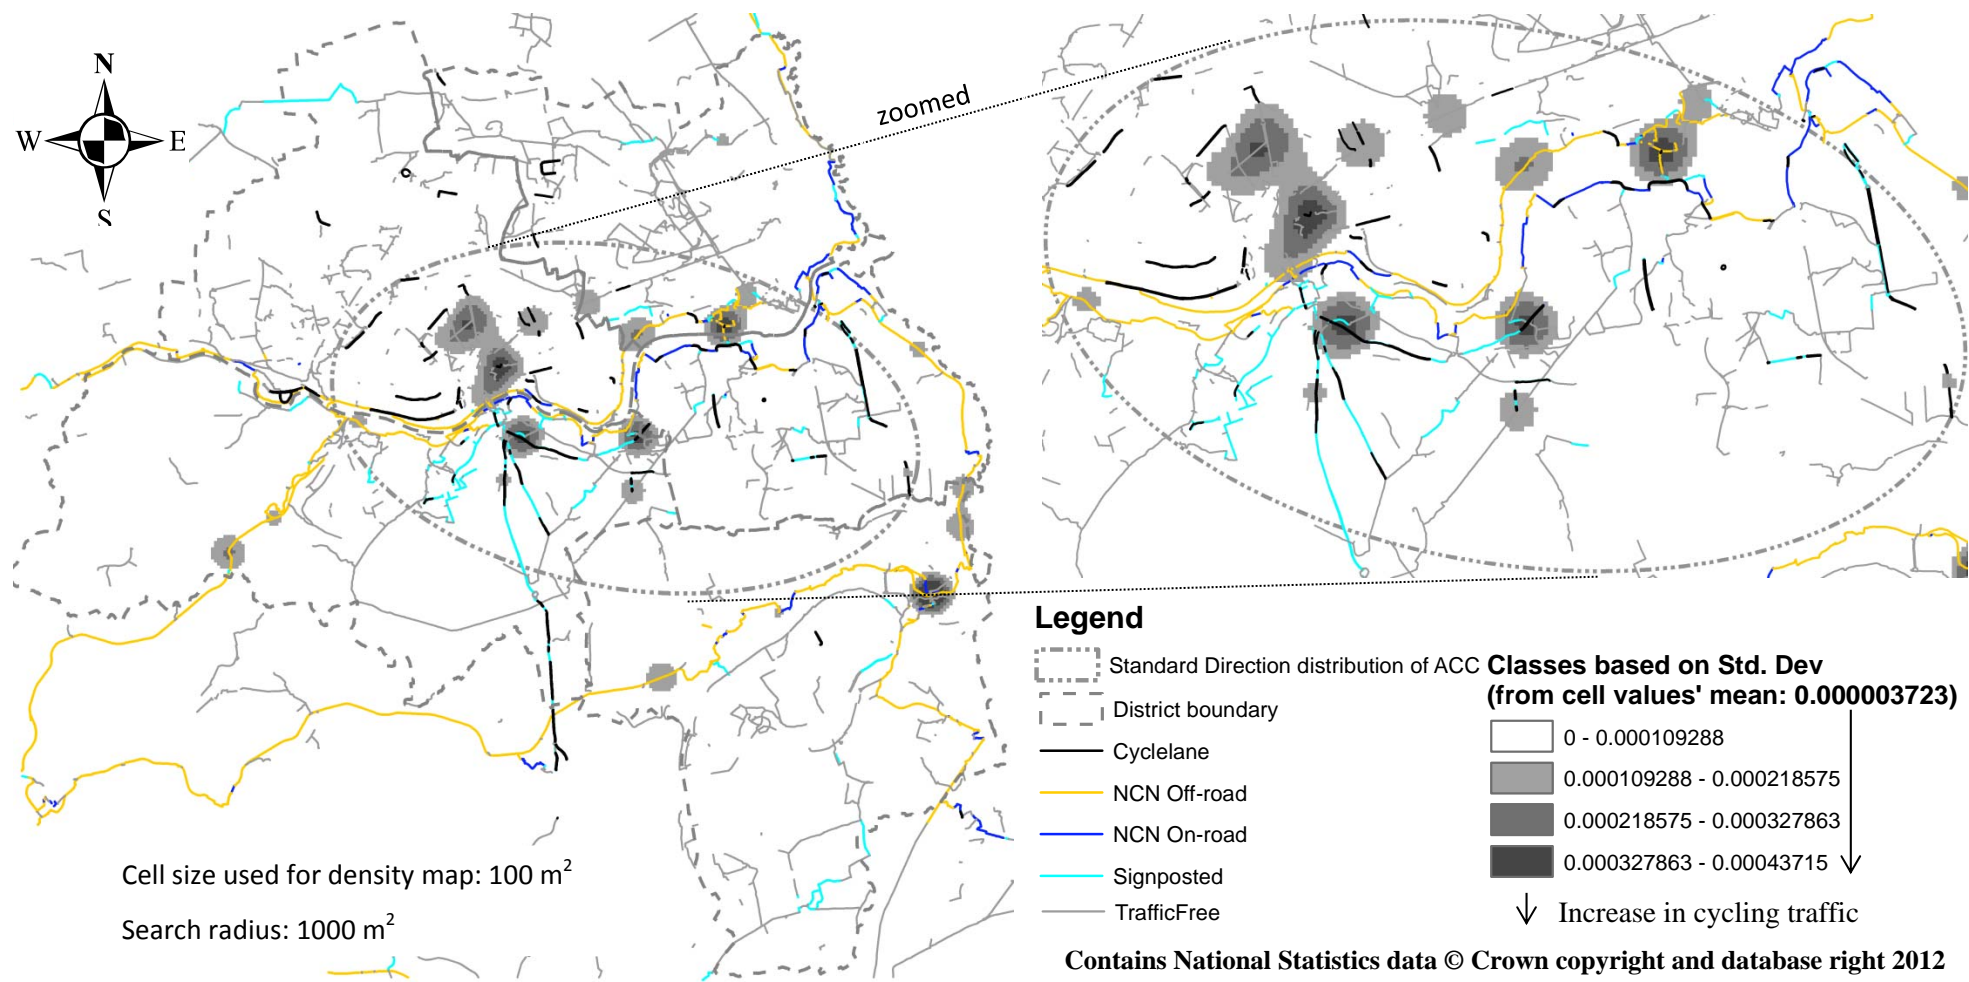 N
W E
S
zoomed
Cell size used for density map: 100 m²
Search radius: 1000 m²
Legend
Standard Direction distribution of ACC
District boundary
Cyclelane
NCN Off-road
NCN On-road
Signposted
TrafficFree
Classes based on Std. Dev
(from cell values' mean: 0.000003723)
0 - 0.000109288
0.000109288 - 0.000218575
0.000218575 - 0.000327863
0.000327863 - 0.00043715
Increase in cycling traffic
Contains National Statistics data © Crown copyright and database right 2012